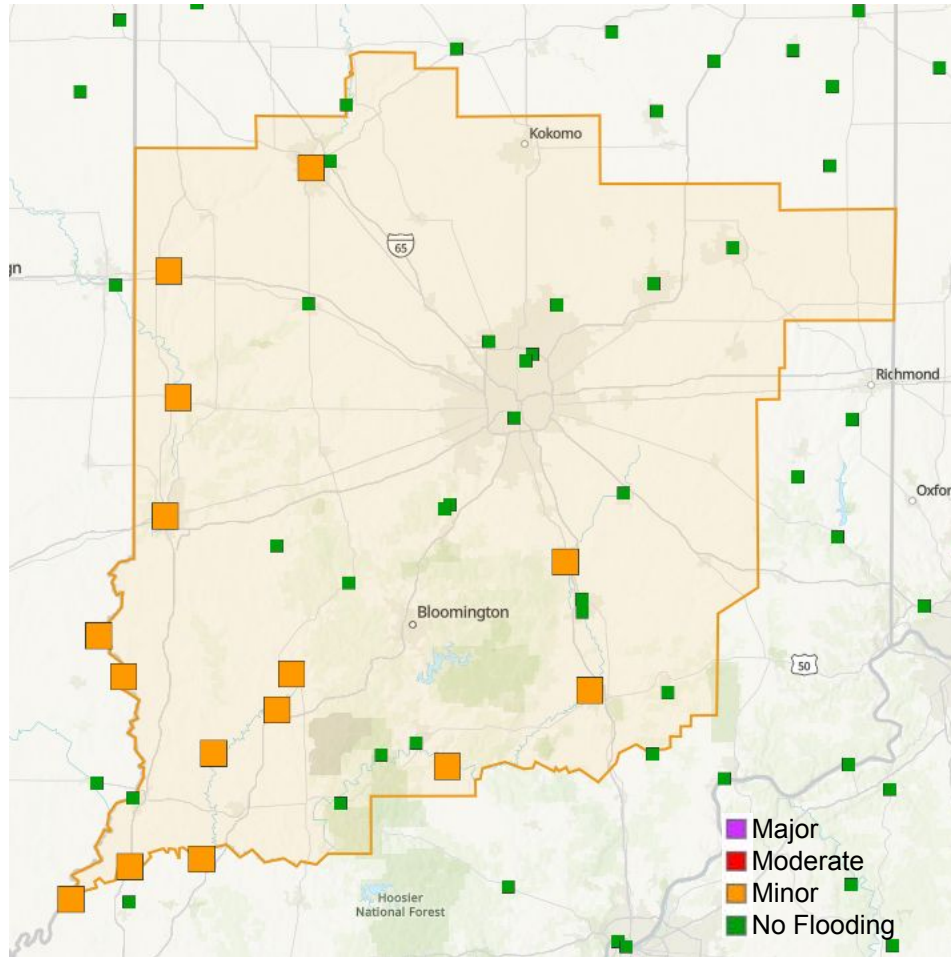 Kokomo
65
gn
Richmond
Oxfor
Bloomington
50
Hoosier
National Forest
Major
Moderate
Minor
No Flooding